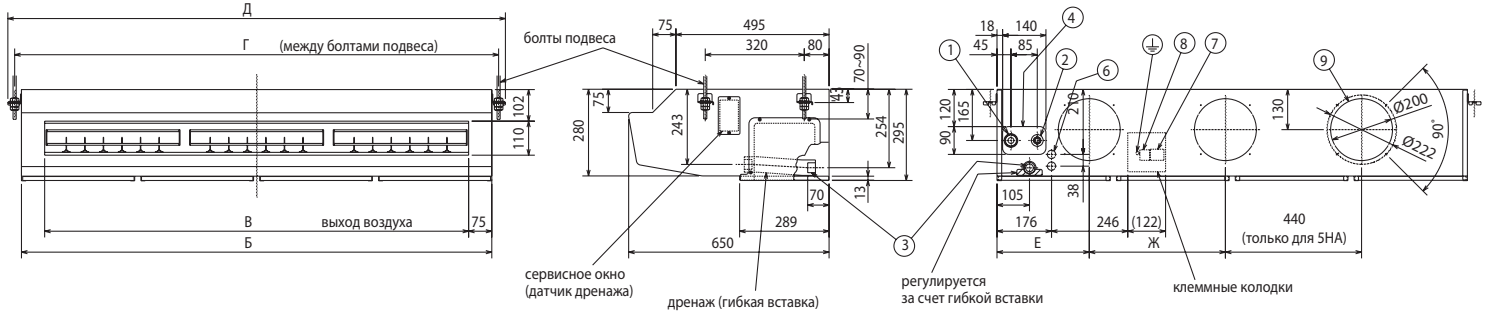 Д
Г (между болтами подвеса)
болты подвеса
102
110
В выход воздуха 75
Б
75 495
320 80
70~90
43
75
280
243
254
295
13
70
289
650
сервисное окно
(датчик дренажа)
дренаж (гибкая вставка)
3
18 140
45 85
1
4
2
6
8
7
9
120
165
90
210
130
Ø200
Ø222
90°
38
105
176 246 (122) 440
(только для 5HA)
Е Ж
регулируется
за счет гибкой вставки
клеммные колодки